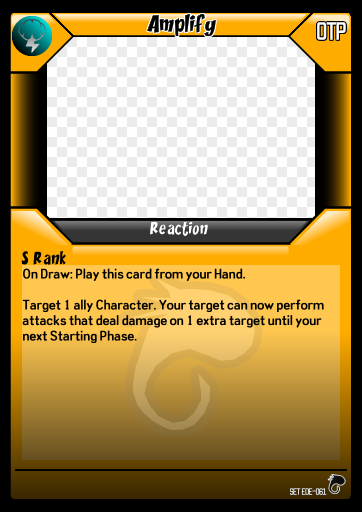 Amplify
OTP
Reaction
S Rank
On Draw: Play this card from your Hand.
Target 1 ally Character. Your target can now perform
attacks that deal damage on 1 extra target until your
next Starting Phase.
SET EOE-061